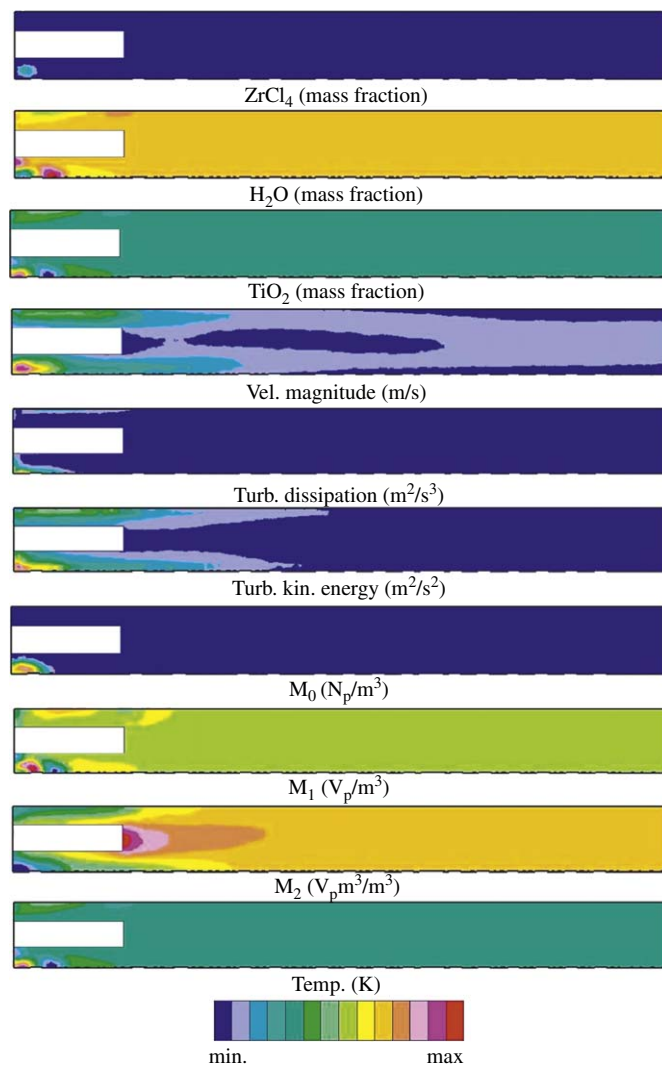 ZrCl₄ (mass fraction)
H₂O (mass fraction)
TiO₂ (mass fraction)
Vel. magnitude (m/s)
Turb. dissipation (m²/s³)
Turb. kin. energy (m²/s²)
M₀ (Nₚ/m³)
M₁ (Vₚ/m³)
M₂ (Vₚm³/m³)
Temp. (K)
min. max